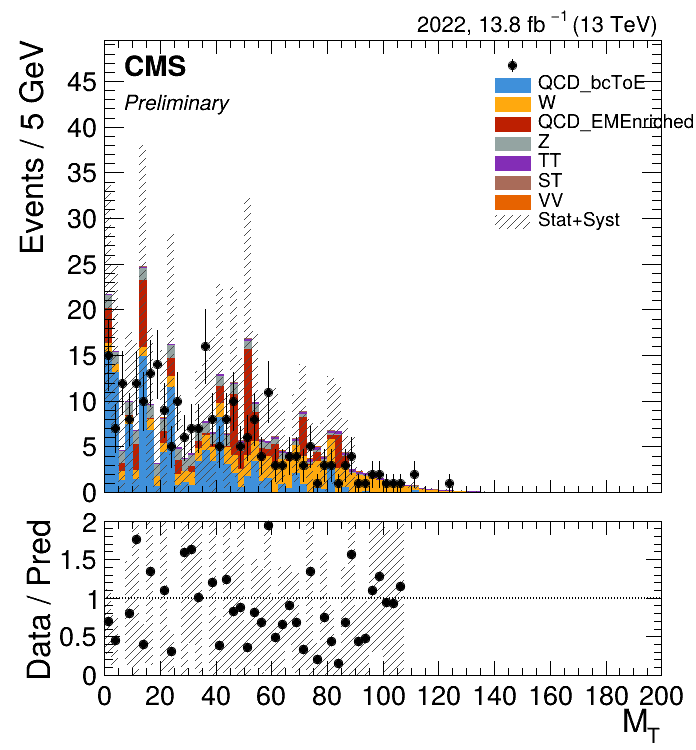 2022, 13.8 fb⁻¹ (13 TeV)
CMS
Preliminary
QCD_bcToE
W
QCD_EMEnriched
Z
TT
ST
VV
Stat+Syst
Events / 5 GeV
45
40
35
30
25
20
15
10
5
0
Data / Pred
2
1.5
1
0.5
0
0 20 40 60 80 100 120 140 160 180 200
M_T